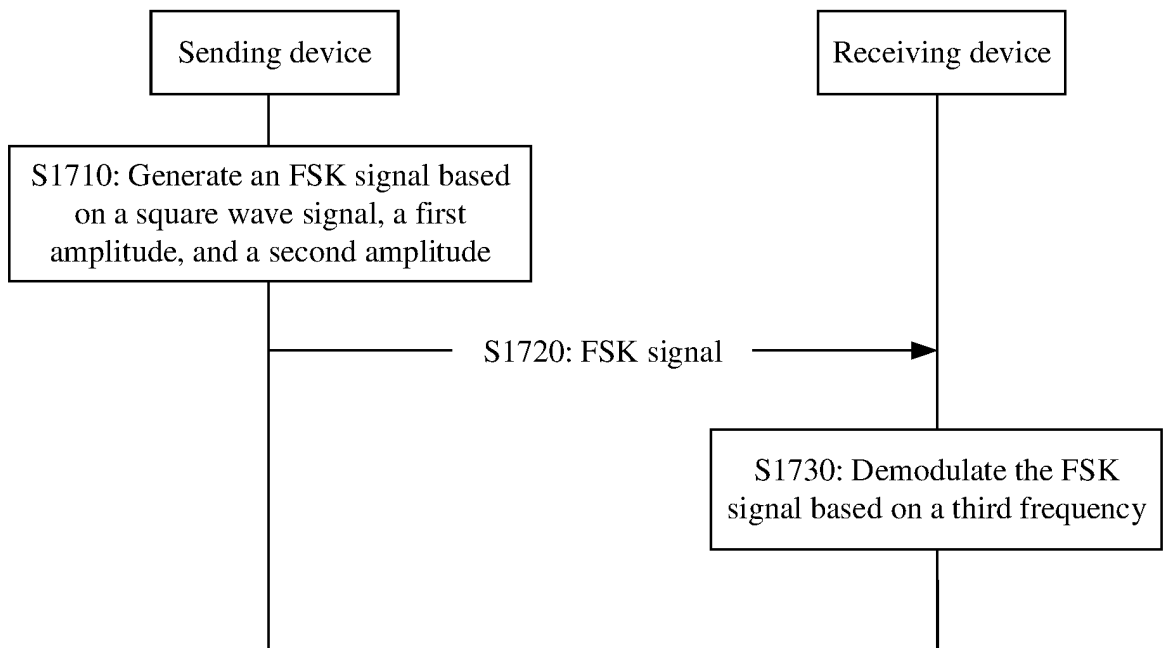 Sending device
Receiving device
S1710: Generate an FSK signal based
on a square wave signal, a first
amplitude, and a second amplitude
S1720: FSK signal
S1730: Demodulate the FSK
signal based on a third frequency